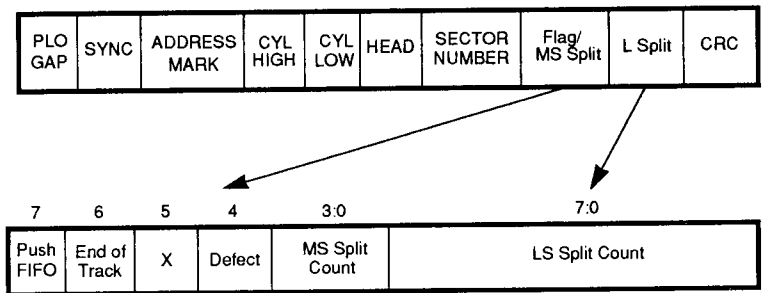 PLO GAP
SYNC
ADDRESS MARK
CYL HIGH
CYL LOW
HEAD
SECTOR NUMBER
Flag/ MS Split
L Split
CRC
7
6
5
4
3:0
7:0
Push FIFO
End of Track
X
Defect
MS Split Count
LS Split Count